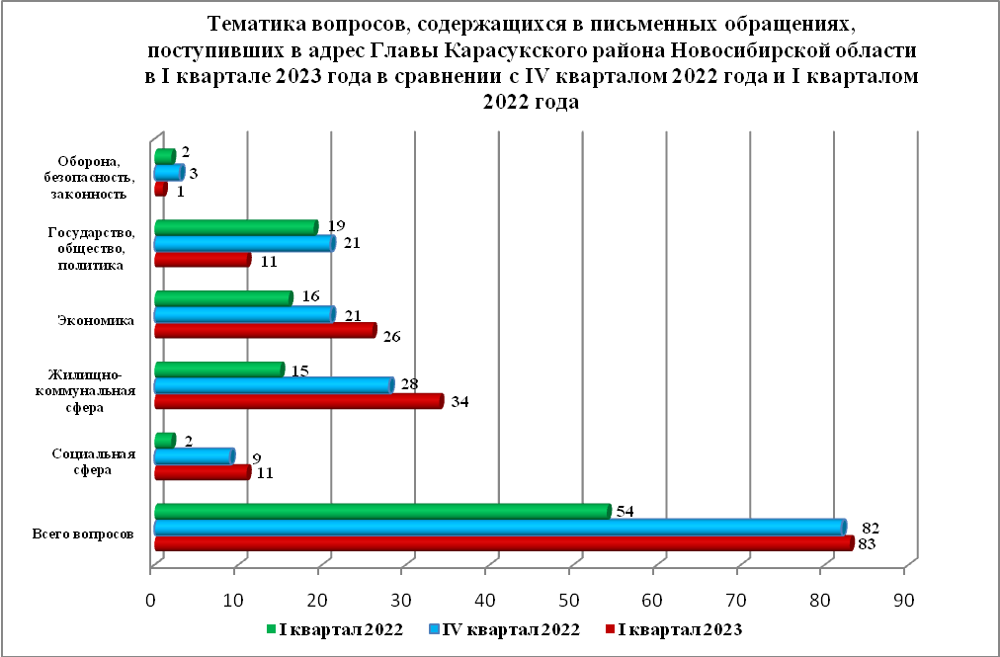 Тематика вопросов, содержащихся в письменных обращениях,
поступивших в адрес Главы Карасукского района Новосибирской области
в I квартале 2023 года в сравнении с IV кварталом 2022 года и I кварталом
2022 года
Оборона,
безопасность,
законность
2
3
1
Государство,
общество,
политика
19
21
11
Экономика
16
21
26
Жилищно-
коммунальная
сфера
15
28
34
Социальная
сфера
2
9
11
Всего вопросов
54
82
83
0 10 20 30 40 50 60 70 80 90
I квартал 2022 IV квартал 2022 I квартал 2023